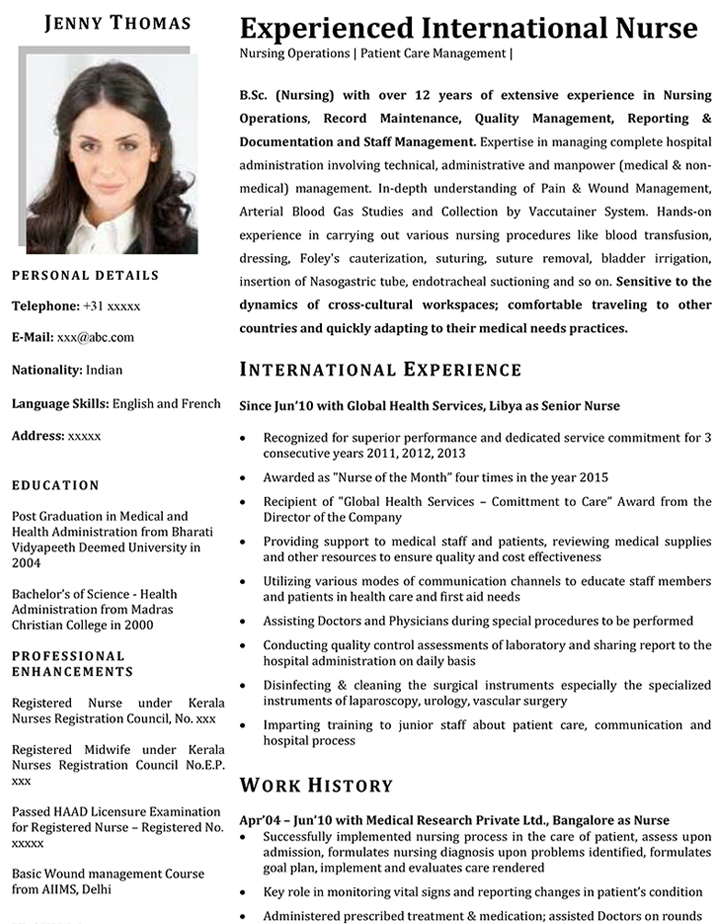 JENNY THOMAS
PERSONAL DETAILS
Telephone: +31 xxxxx
E-Mail: xxx@abc.com
Nationality: Indian
Language Skills: English and French
Address: xxxxx
EDUCATION
Post Graduation in Medical and
Health Administration from Bharati
Vidyapeeth Deemed University in
2004
Bachelor's of Science - Health
Administration from Madras
Christian College in 2000
PROFESSIONAL
ENHANCEMENTS
Registered Nurse under Kerala
Nurses Registration Council, No. xxx
Registered Midwife under Kerala
Nurses Registration Council No.E.P.
xxx
Passed HAAD Licensure Examination
for Registered Nurse – Registered No.
xxxxx
Basic Wound management Course
from AIIMS, Delhi
Experienced International Nurse
Nursing Operations | Patient Care Management |
B.Sc. (Nursing) with over 12 years of extensive experience in Nursing
Operations, Record Maintenance, Quality Management, Reporting &
Documentation and Staff Management. Expertise in managing complete hospital
administration involving technical, administrative and manpower (medical & non-
medical) management. In-depth understanding of Pain & Wound Management,
Arterial Blood Gas Studies and Collection by Vaccutainer System. Hands-on
experience in carrying out various nursing procedures like blood transfusion,
dressing, Foley's cauterization, suturing, suture removal, bladder irrigation,
insertion of Nasogastric tube, endotracheal suctioning and so on. Sensitive to the
dynamics of cross-cultural workspaces; comfortable traveling to other
countries and quickly adapting to their medical needs practices.
INTERNATIONAL EXPERIENCE
Since Jun'10 with Global Health Services, Libya as Senior Nurse
• Recognized for superior performance and dedicated service commitment for 3
consecutive years 2011, 2012, 2013
• Awarded as "Nurse of the Month" four times in the year 2015
• Recipient of "Global Health Services – Comittment to Care" Award from the
Director of the Company
• Providing support to medical staff and patients, reviewing medical supplies
and other resources to ensure quality and cost effectiveness
• Utilizing various modes of communication channels to educate staff members
and patients in health care and first aid needs
• Assisting Doctors and Physicians during special procedures to be performed
• Conducting quality control assessments of laboratory and sharing report to the
hospital administration on daily basis
• Disinfecting & cleaning the surgical instruments especially the specialized
instruments of laparoscopy, urology, vascular surgery
• Imparting training to junior staff about patient care, communication and
hospital process
WORK HISTORY
Apr'04 – Jun'10 with Medical Research Private Ltd., Bangalore as Nurse
• Successfully implemented nursing process in the care of patient, assess upon
admission, formulates nursing diagnosis upon problems identified, formulates
goal plan, implement and evaluates care rendered
• Key role in monitoring vital signs and reporting changes in patient's condition
• Administered prescribed treatment & medication; assisted Doctors on rounds